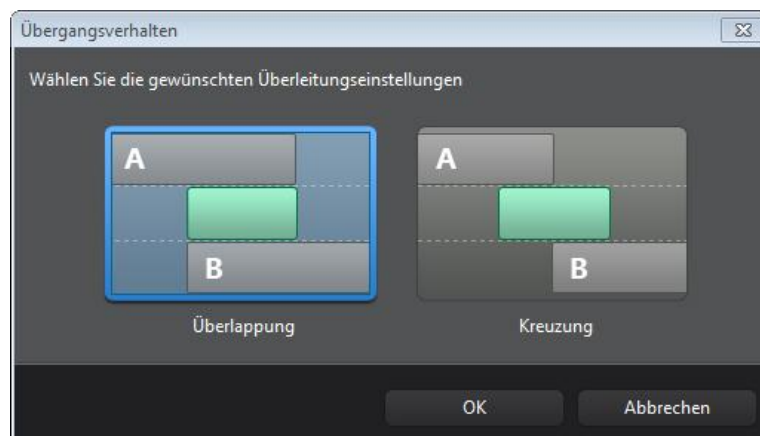 Übergangsverhalten
Wählen Sie die gewünschten Überleitungseinstellungen
A
B
Überlappung
A
B
Kreuzung
OK
Abbrechen